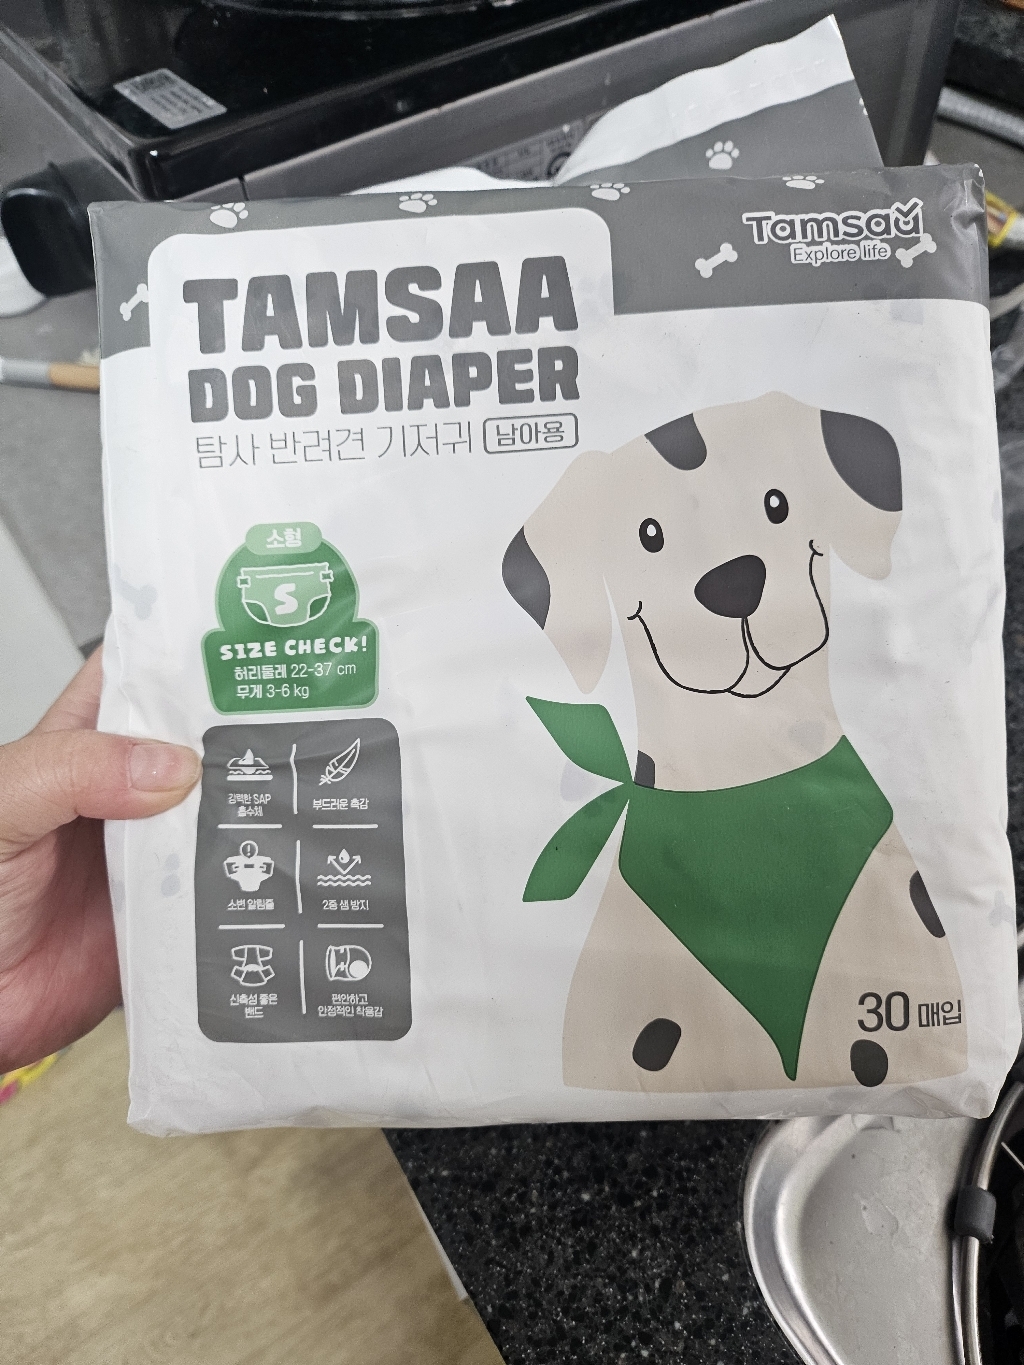 Tamsaa
Explore life
TAMSAA
DOG DIAPER
탐사 반려견 기저귀 남아용
소형
S
SIZE CHECK!
허리둘레 22-37 cm
무게 3-6 kg
강력한 SAP
흡수체
부드러운 촉감
소변 알림줄
2중 샘 방지
신축성 좋은
밴드
편안하고
안정적인 착용감
30 매입